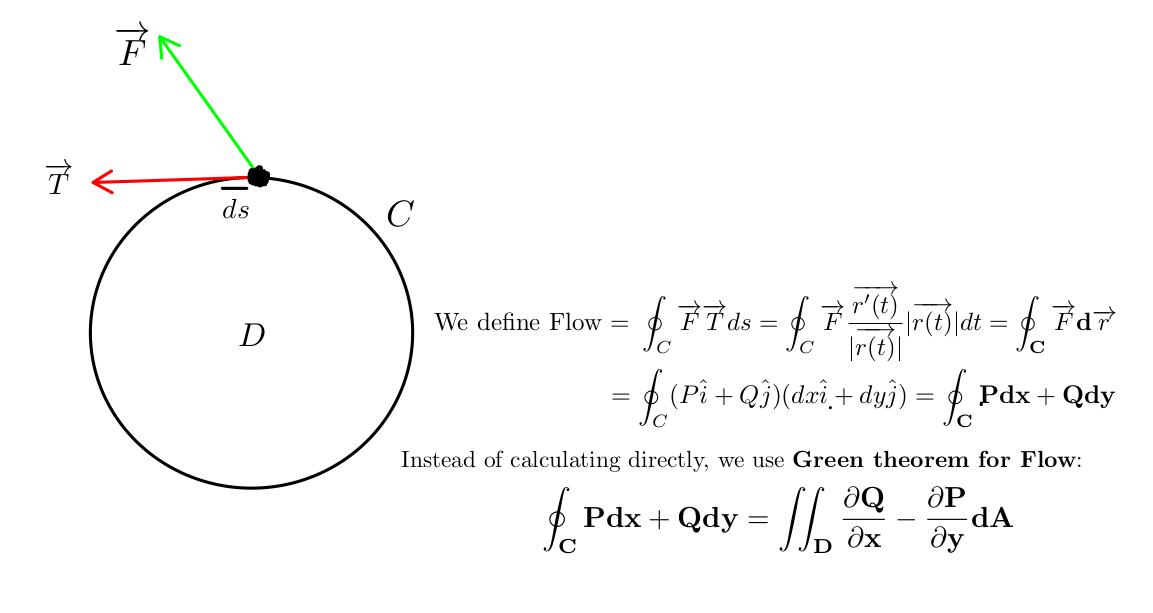 $\overrightarrow{F}$
$\overrightarrow{T}$
$ds$
$C$
$D$
We define Flow = $\oint_C \overrightarrow{F}\,\overrightarrow{T}ds = \oint_C \overrightarrow{F}\frac{\overrightarrow{r'(t)}}{|\overrightarrow{r(t)}|}|\overrightarrow{r(t)}|dt = \oint_{\mathbf{C}} \overrightarrow{F}\mathbf{d}\overrightarrow{r}$
$= \oint_C (P\hat{i} + Q\hat{j})(dx\hat{i} + dy\hat{j}) = \oint_{\mathbf{C}} \mathbf{Pdx + Qdy}$
Instead of calculating directly, we use Green theorem for Flow:
$\oint_{\mathbf{C}} \mathbf{Pdx + Qdy} = \iint_{\mathbf{D}} \frac{\partial \mathbf{Q}}{\partial \mathbf{x}} - \frac{\partial \mathbf{P}}{\partial \mathbf{y}} \mathbf{dA}$